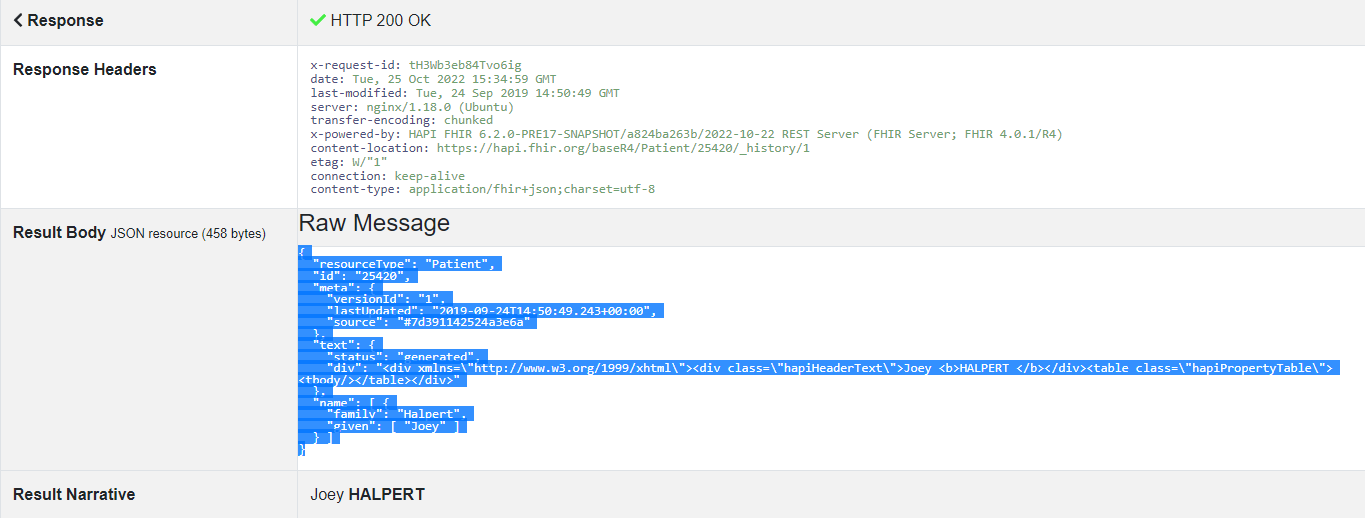 Response
HTTP 200 OK
Response Headers
x-request-id: tH3Wb3eb84Tvo6ig
date: Tue, 25 Oct 2022 15:34:59 GMT
last-modified: Tue, 24 Sep 2019 14:50:49 GMT
server: nginx/1.18.0 (Ubuntu)
transfer-encoding: chunked
x-powered-by: HAPI FHIR 6.2.0-PRE17-SNAPSHOT/a824ba263b/2022-10-22 REST Server (FHIR Server; FHIR 4.0.1/R4)
content-location: https://hapi.fhir.org/baseR4/Patient/25420/_history/1
etag: W/"1"
connection: keep-alive
content-type: application/fhir+json;charset=utf-8
Result Body JSON resource (458 bytes)
Raw Message
{
  "resourceType": "Patient",
  "id": "25420",
  "meta": {
    "versionId": "1",
    "lastUpdated": "2019-09-24T14:50:49.243+00:00",
    "source": "#7d391142524a3e6a"
  },
  "text": {
    "status": "generated",
    "div": "<div xmlns=\"http://www.w3.org/1999/xhtml\"><div class=\"hapiHeaderText\">Joey <b>HALPERT </b></div><table class=\"hapiPropertyTable\">
<tbody/></table></div>"
  },
  "name": [ {
    "family": "Halpert",
    "given": [ "Joey" ]
  } ]
}
Result Narrative
Joey HALPERT